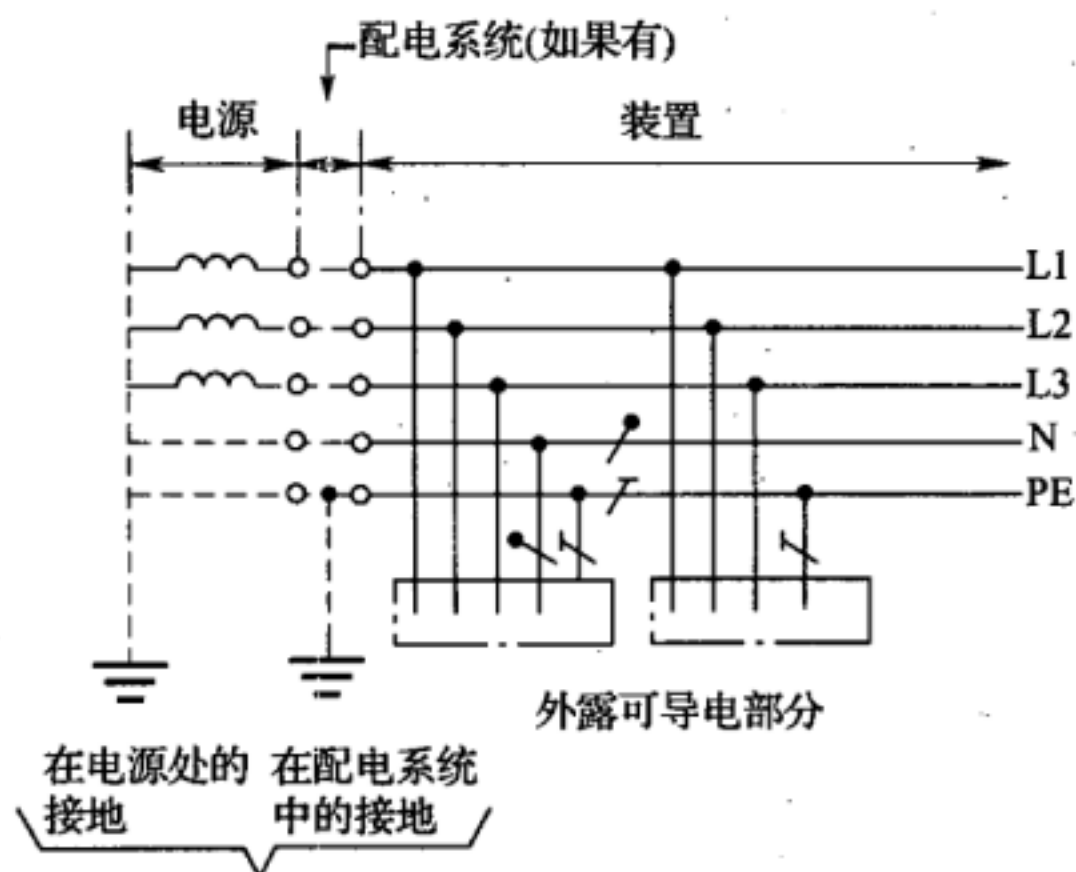 配电系统(如果有)
电源
装置
L1
L2
L3
N
PE
外露可导电部分
在电源处的
接地
在配电系统
中的接地